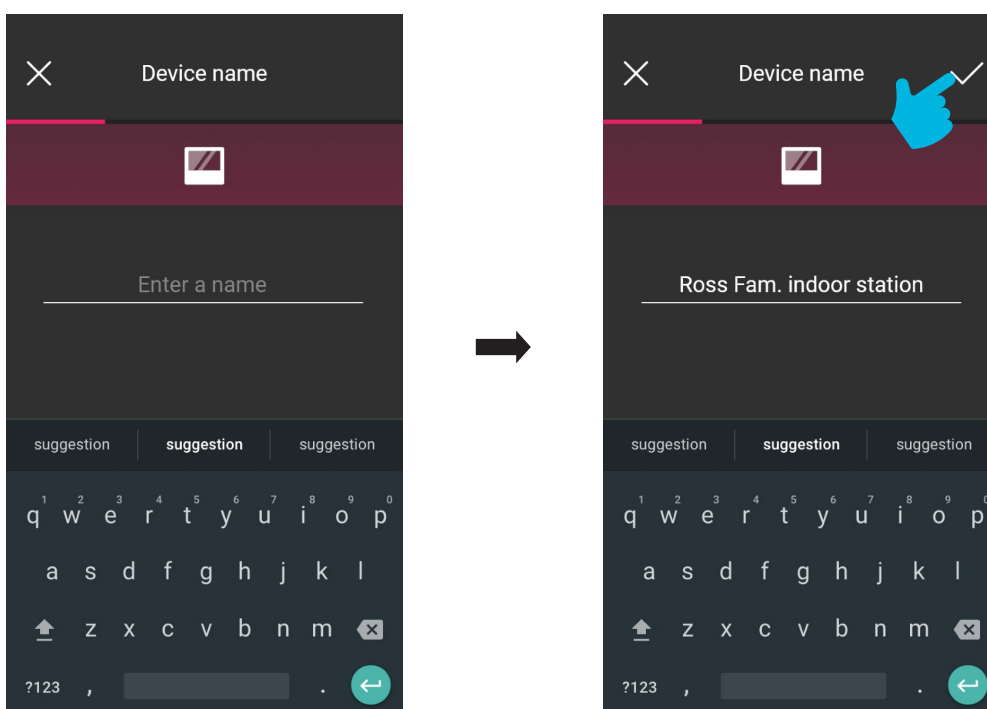 Device name
Enter a name
suggestion suggestion suggestion
1 2 3 4 5 6 7 8 9 0
q w e r t y u i o p
a s d f g h j k l
z x c v b n m
?123 , .
Device name
Ross Fam. indoor station
suggestion suggestion suggestion
1 2 3 4 5 6 7 8 9 0
q w e r t y u i o p
a s d f g h j k l
z x c v b n m
?123 , .